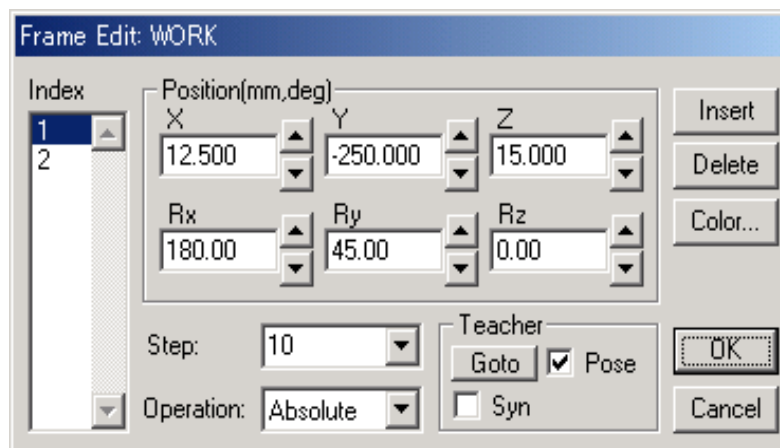 Frame Edit: WORK
Index
1
2
Position(mm,deg)
X Y Z
12.500 -250.000 15.000
Rx Ry Rz
180.00 45.00 0.00
Insert
Delete
Color...
Step: 10
Operation: Absolute
Teacher
Goto Pose
Syn
OK
Cancel